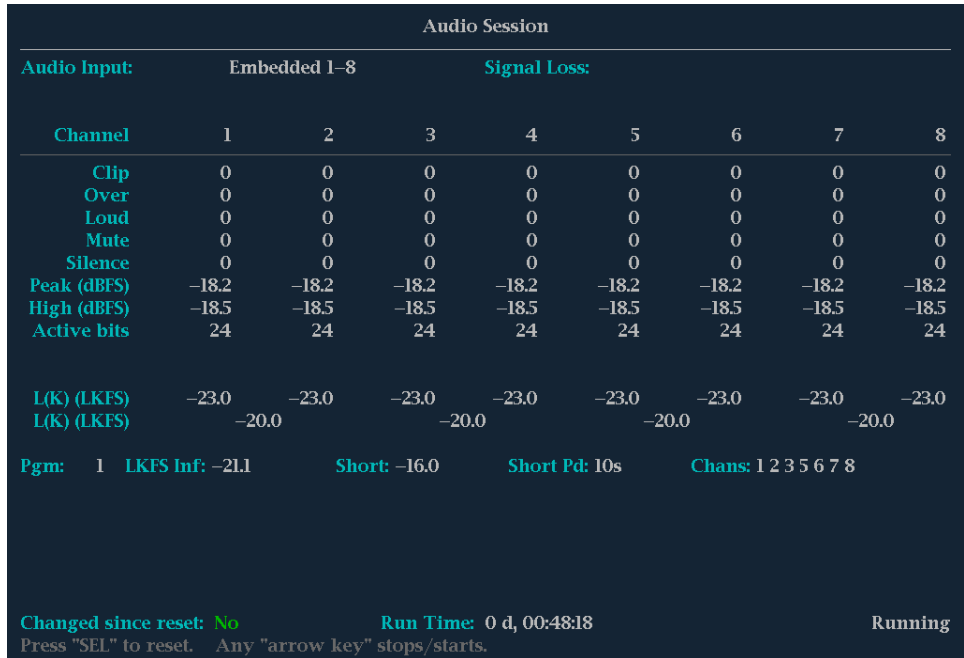 Audio Session
Audio Input: Embedded 1–8 Signal Loss:
Channel 1 2 3 4 5 6 7 8
Clip 0 0 0 0 0 0 0 0
Over 0 0 0 0 0 0 0 0
Loud 0 0 0 0 0 0 0 0
Mute 0 0 0 0 0 0 0 0
Silence 0 0 0 0 0 0 0 0
Peak (dBFS) –18.2 –18.2 –18.2 –18.2 –18.2 –18.2 –18.2 –18.2
High (dBFS) –18.5 –18.5 –18.5 –18.5 –18.5 –18.5 –18.5 –18.5
Active bits 24 24 24 24 24 24 24 24
L(K) (LKFS) –23.0 –23.0 –23.0 –23.0 –23.0 –23.0 –23.0 –23.0
L(K) (LKFS) –20.0 –20.0 –20.0 –20.0
Pgm: 1 LKFS Inf: –21.1 Short: –16.0 Short Pd: 10s Chans: 1 2 3 5 6 7 8
Changed since reset: No Run Time: 0 d, 00:48:18 Running
Press "SEL" to reset. Any "arrow key" stops/starts.